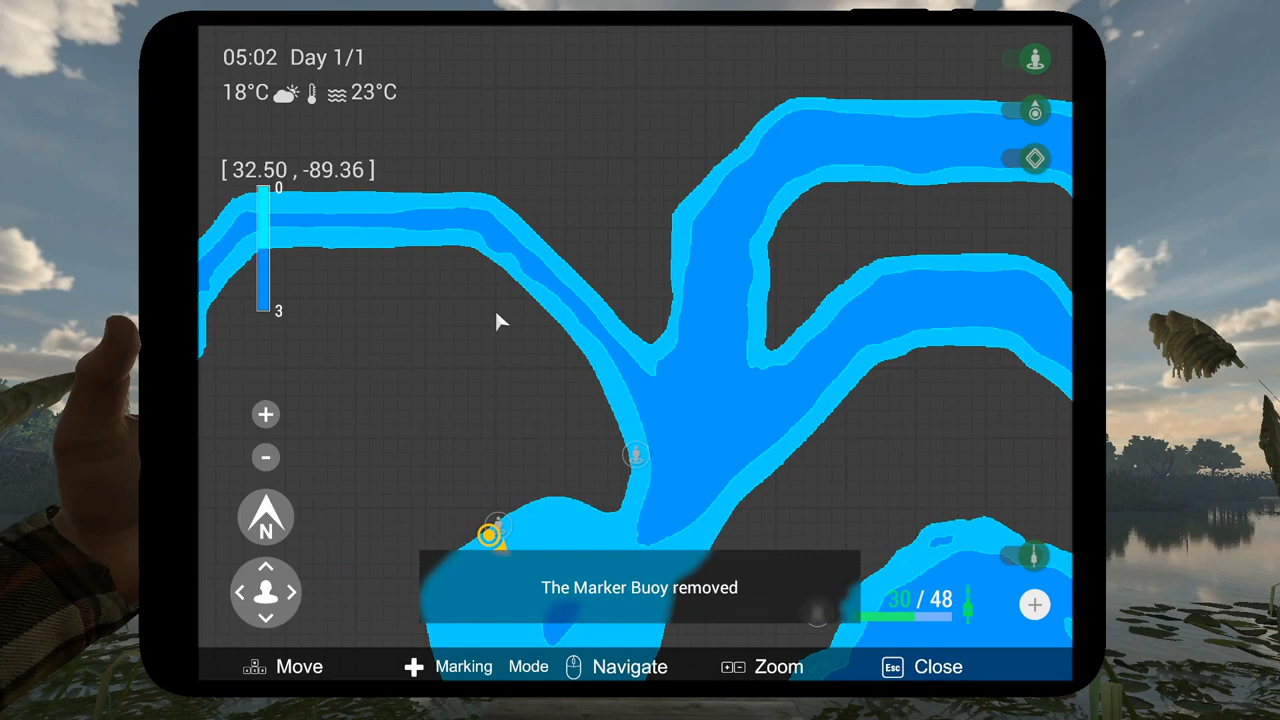 05:02 Day 1/1
18°C 23°C
[ 32.50 , -89.36 ]
0
3
+
-
N
The Marker Buoy removed
30 / 48
+
Move
Marking Mode
Navigate
Zoom
Esc Close